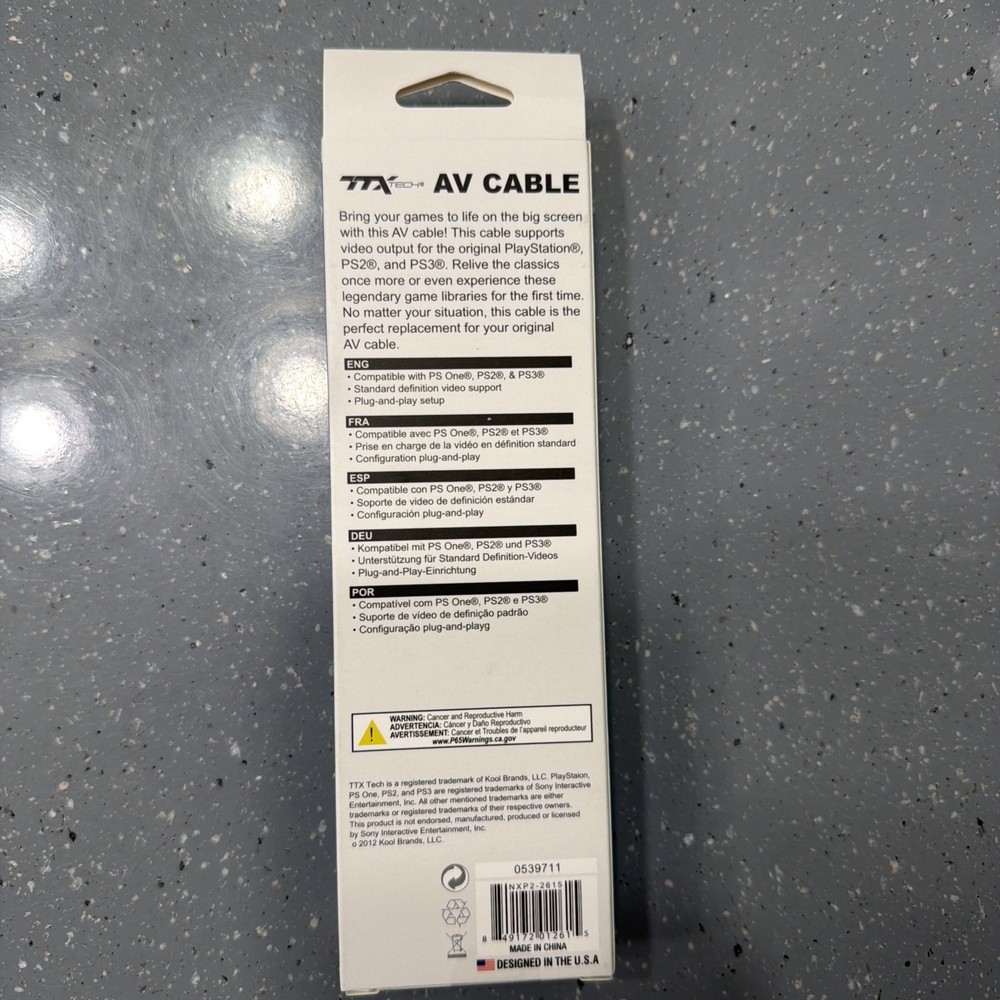 TTX TECH® AV CABLE
Bring your games to life on the big screen
with this AV cable! This cable supports
video output for the original PlayStation®,
PS2®, and PS3®. Relive the classics
once more or even experience these
legendary game libraries for the first time.
No matter your situation, this cable is the
perfect replacement for your original
AV cable.
ENG
• Compatible with PS One®, PS2®, & PS3®
• Standard definition video support
• Plug-and-play setup
FRA
• Compatible avec PS One®, PS2® et PS3®
• Prise en charge de la vidéo en définition standard
• Configuration plug-and-play
ESP
• Compatible con PS One®, PS2® y PS3®
• Soporte de video de definición estándar
• Configuración plug-and-play
DEU
• Kompatibel mit PS One®, PS2® und PS3®
• Unterstützung für Standard Definition-Videos
• Plug-and-Play-Einrichtung
POR
• Compatível com PS One®, PS2® e PS3®
• Suporte de vídeo de definição padrão
• Configuração plug-and-playg
WARNING: Cancer and Reproductive Harm
ADVERTENCIA: Cáncer y Daño Reproductivo
AVERTISSEMENT: Cancer et Troubles de l'appareil reproducteur
www.P65Warnings.ca.gov
TTX Tech is a registered trademark of Kool Brands, LLC. PlayStaion,
PS One, PS2, and PS3 are registered trademarks of Sony Interactive
Entertainment, Inc. All other mentioned trademarks are either
trademarks or registered trademarks of their respective owners.
This product is not endorsed, manufactured, produced or licensed
by Sony Interactive Entertainment, Inc.
o 2012 Kool Brands, LLC.
0539711
NXP2-2615
8 49172 01261 5
MADE IN CHINA
DESIGNED IN THE U.S.A